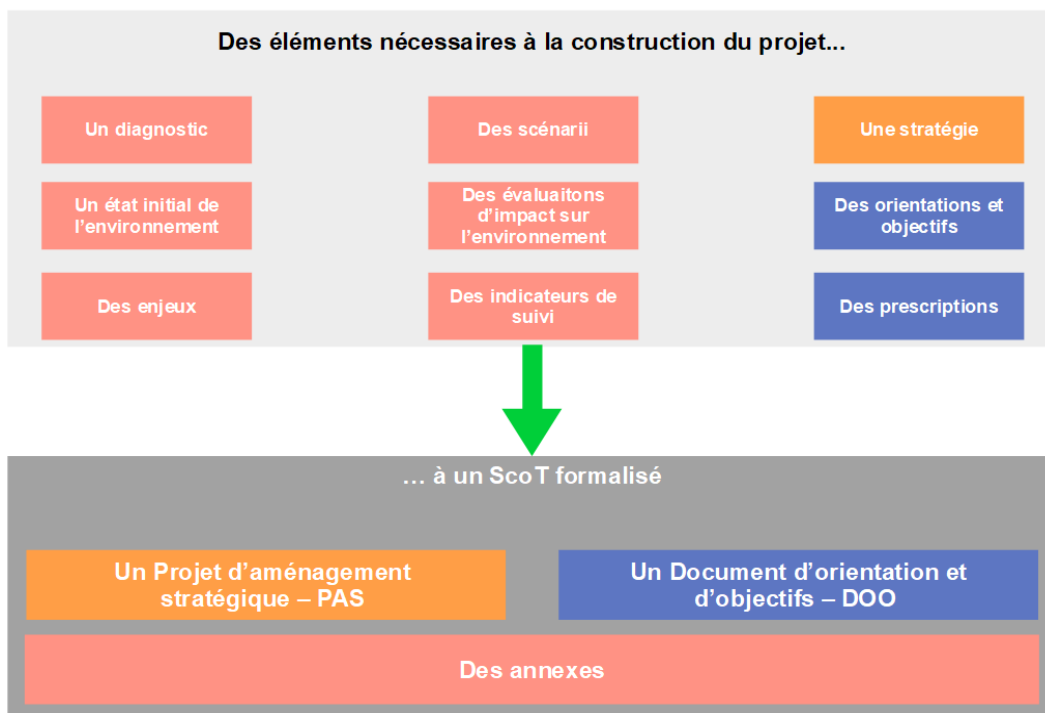 Des éléments nécessaires à la construction du projet...
Un diagnostic
Des scénarii
Une stratégie
Un état initial de
l'environnement
Des évaluaitons
d'impact sur
l'environnement
Des orientations et
objectifs
Des enjeux
Des indicateurs de
suivi
Des prescriptions
… à un ScoT formalisé
Un Projet d'aménagement
stratégique – PAS
Un Document d'orientation et
d'objectifs – DOO
Des annexes